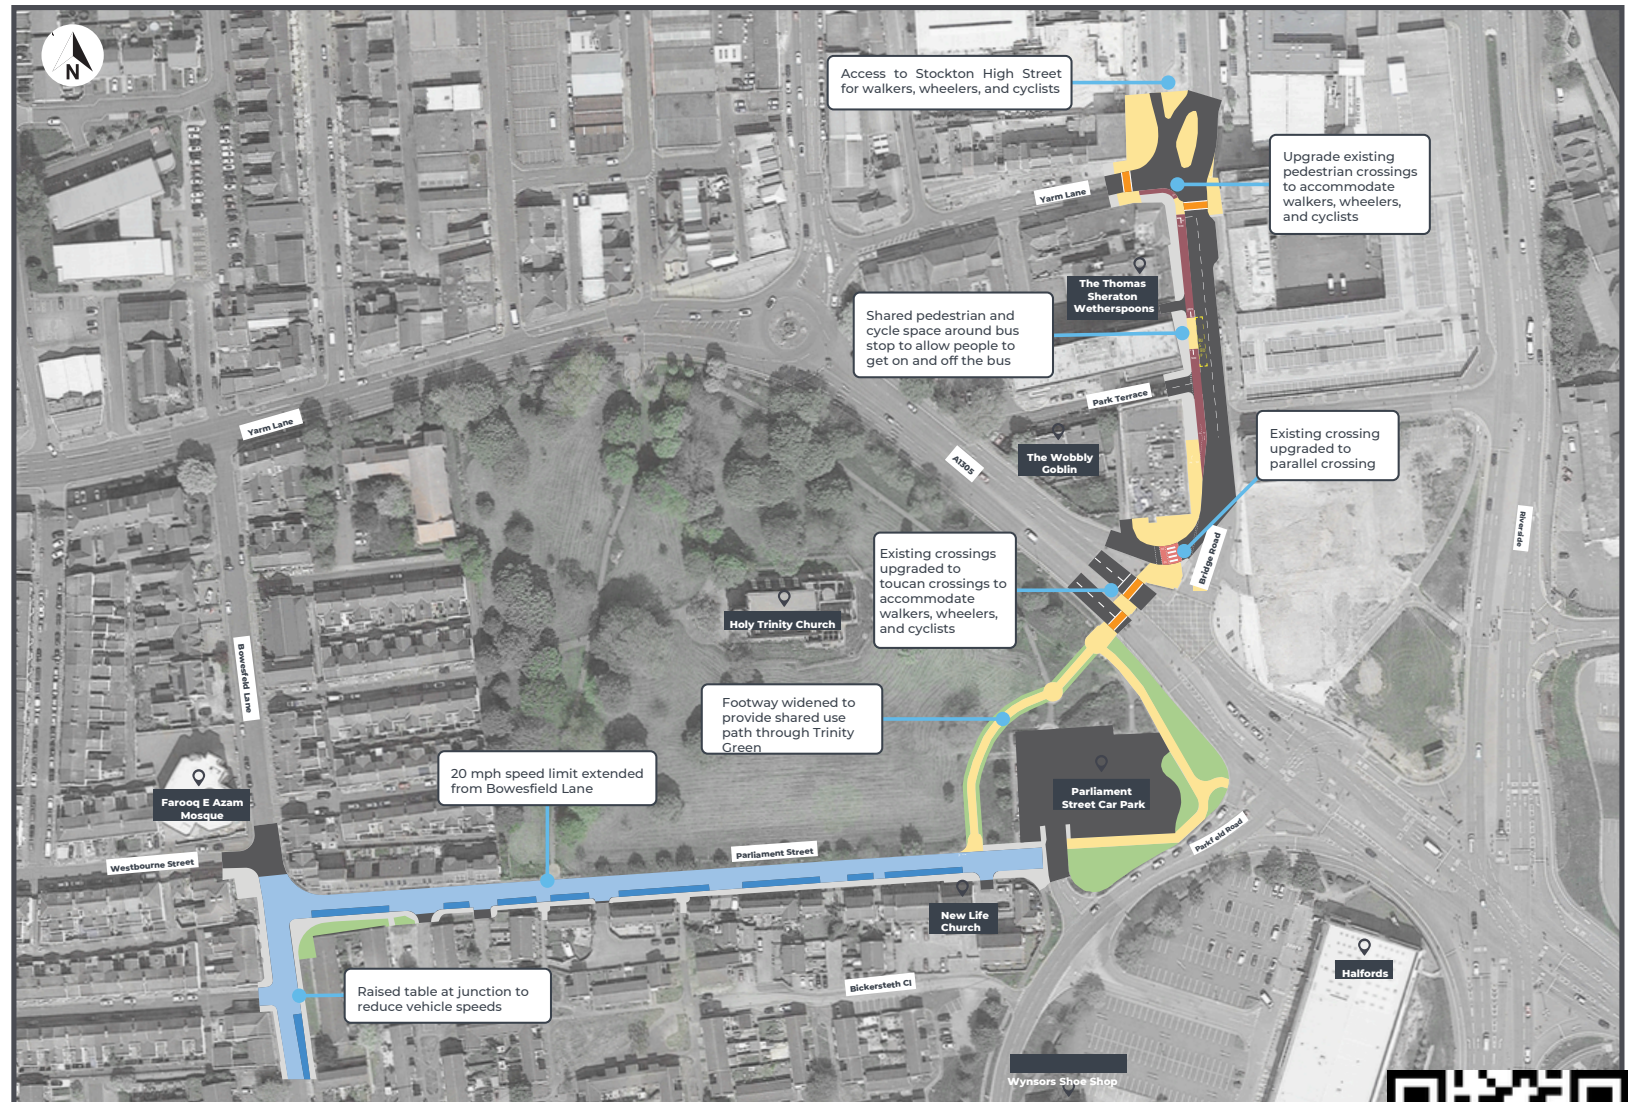 N
Access to Stockton High Street
for walkers, wheelers, and cyclists
Upgrade existing
pedestrian crossings
to accommodate
walkers, wheelers,
and cyclists
Yarm Lane
The Thomas
Sheraton
Wetherspoons
Shared pedestrian and
cycle space around bus
stop to allow people to
get on and off the bus
Park Terrace
Yarm Lane
A1305
The Wobbly
Goblin
Existing crossing
upgraded to
parallel crossing
Riverside
Bridge Road
Existing crossings
upgraded to
toucan crossings to
accommodate
walkers, wheelers,
and cyclists
Holy Trinity Church
Bowesfeld Lane
Footway widened to
provide shared use
path through Trinity
Green
20 mph speed limit extended
from Bowesfield Lane
Farooq E Azam
Mosque
Parliament
Street Car Park
Parkf eld Road
Westbourne Street
Parliament Street
New Life
Church
Halfords
Raised table at junction to
reduce vehicle speeds
Bickersteth Cl
Wynsors Shoe Shop